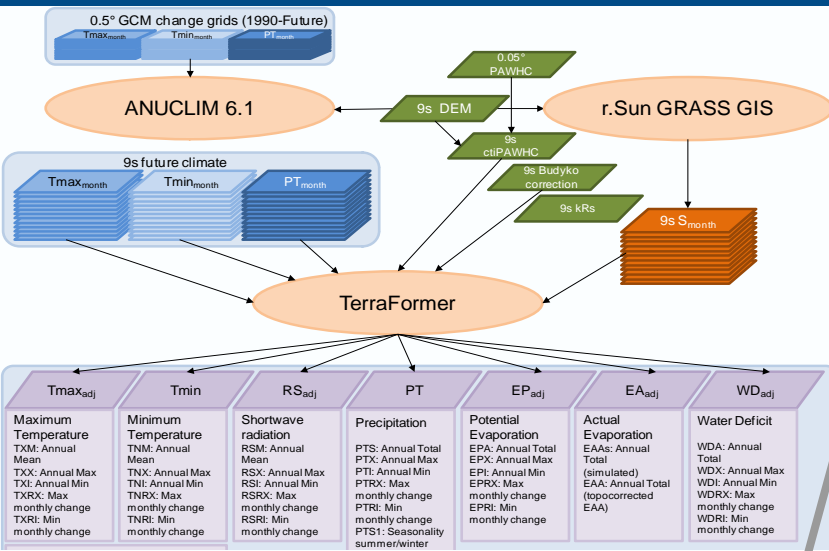 0.5° GCM change grids (1990-Future)
Tmaxmonth
Tminmonth
PTmonth
0.05°
PAWHC
ANUCLIM 6.1
9s DEM
r.Sun GRASS GIS
9s
ctiPAWHC
9s future climate
Tmaxmonth
Tminmonth
PTmonth
9s Budyko
correction
9s kRs
9s Smonth
TerraFormer
Tmaxadj
Tmin
RSadj
PT
EPadj
EAadj
WDadj
Maximum
Temperature
TXM: Annual
Mean
TXX: Annual Max
TXI: Annual Min
TXRX: Max
monthly change
TXRI: Min
monthly change
Minimum
Temperature
TNM: Annual
Mean
TNX: Annual Max
TNI: Annual Min
TNRX: Max
monthly change
TNRI: Min
monthly change
Shortwave
radiation
RSM: Annual
Mean
RSX: Annual Max
RSI: Annual Min
RSRX: Max
monthly change
RSRI: Min
monthly change
Precipitation
PTS: Annual Total
PTX: Annual Max
PTI: Annual Min
PTRX: Max
monthly change
PTRI: Min
monthly change
PTS1: Seasonality
summer/winter
Potential
Evaporation
EPA: Annual Total
EPX: Annual Max
EPI: Annual Min
EPRX: Max
monthly change
EPRI: Min
monthly change
Actual
Evaporation
EAAs: Annual
Total
(simulated)
EAA: Annual Total
(topocorrected
EAA)
Water Deficit
WDA: Annual
Total
WDX: Annual Max
WDI: Annual Min
WDRX: Max
monthly change
WDRI: Min
monthly change